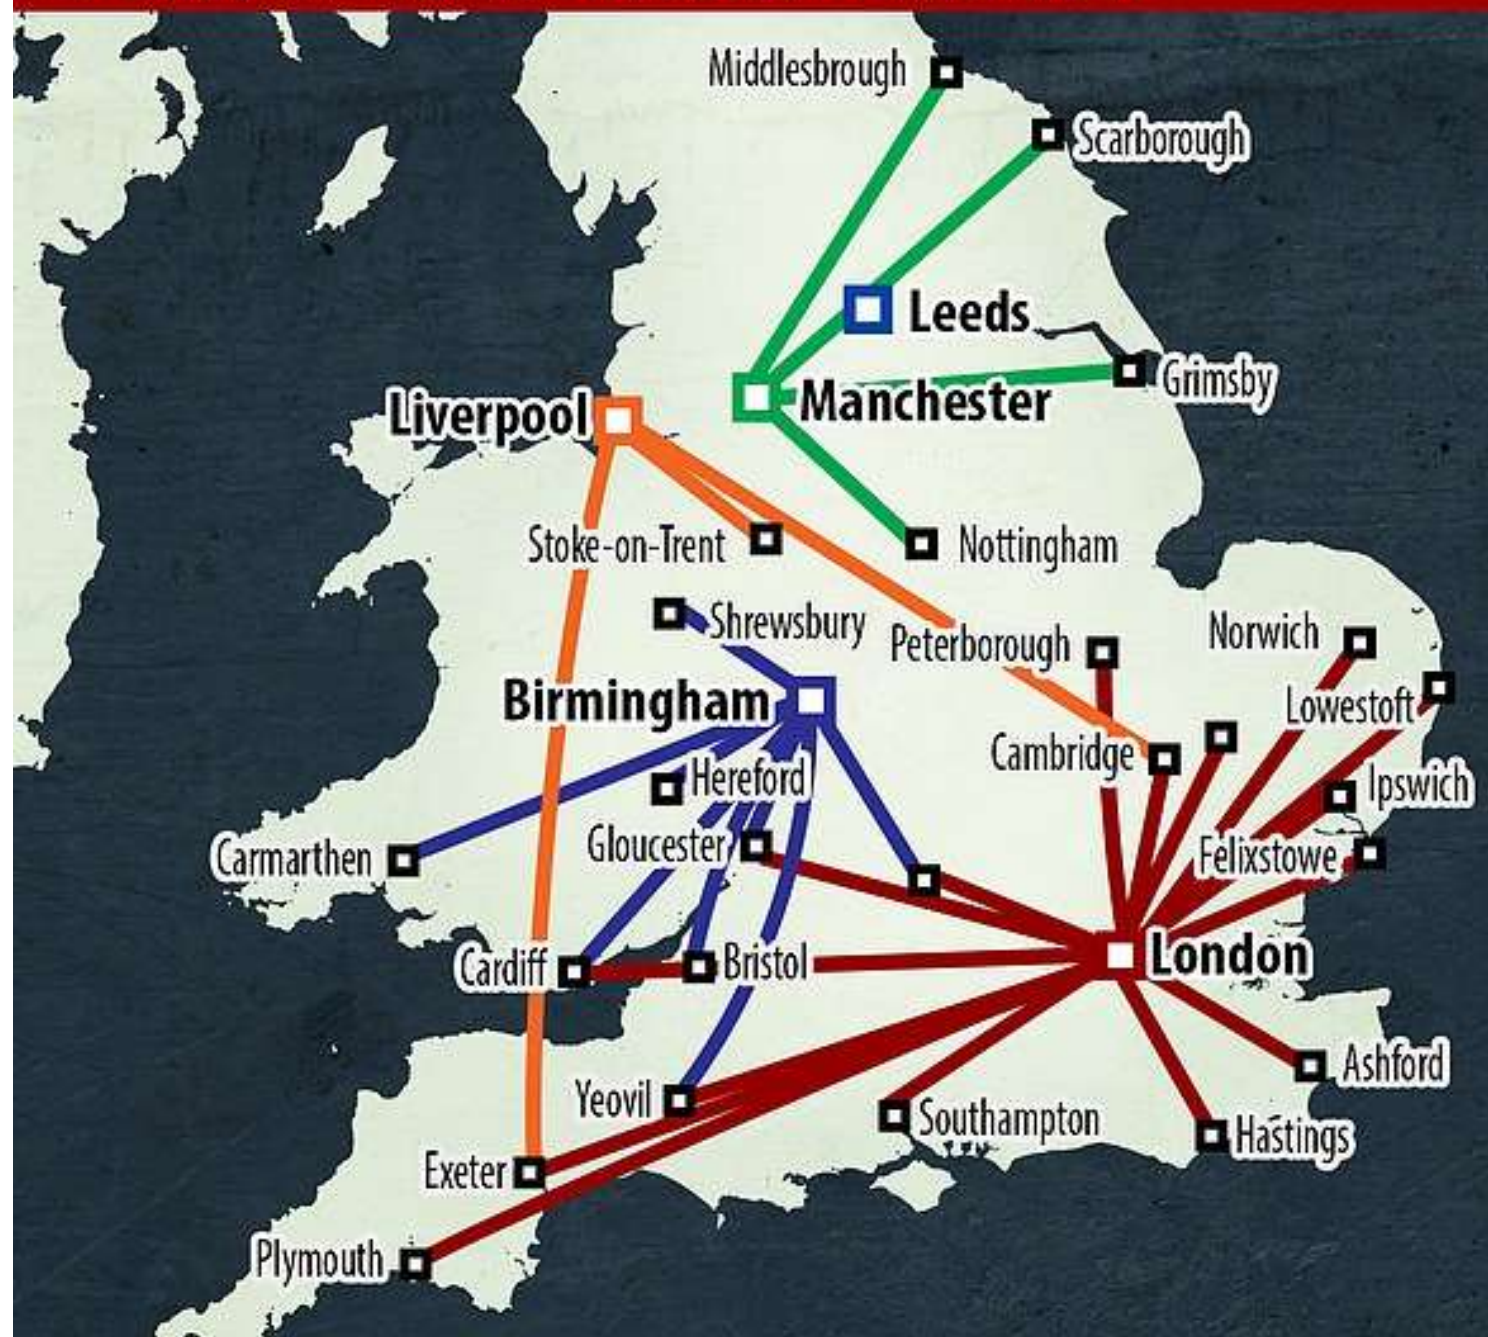 Middlesbrough
Scarborough
Leeds
Grimsby
Liverpool
Manchester
Stoke-on-Trent
Nottingham
Shrewsbury
Peterborough
Norwich
Birmingham
Lowestoft
Cambridge
Hereford
Ipswich
Gloucester
Felixstowe
Carmarthen
Cardiff
Bristol
London
Ashford
Yeovil
Southampton
Hastings
Exeter
Plymouth